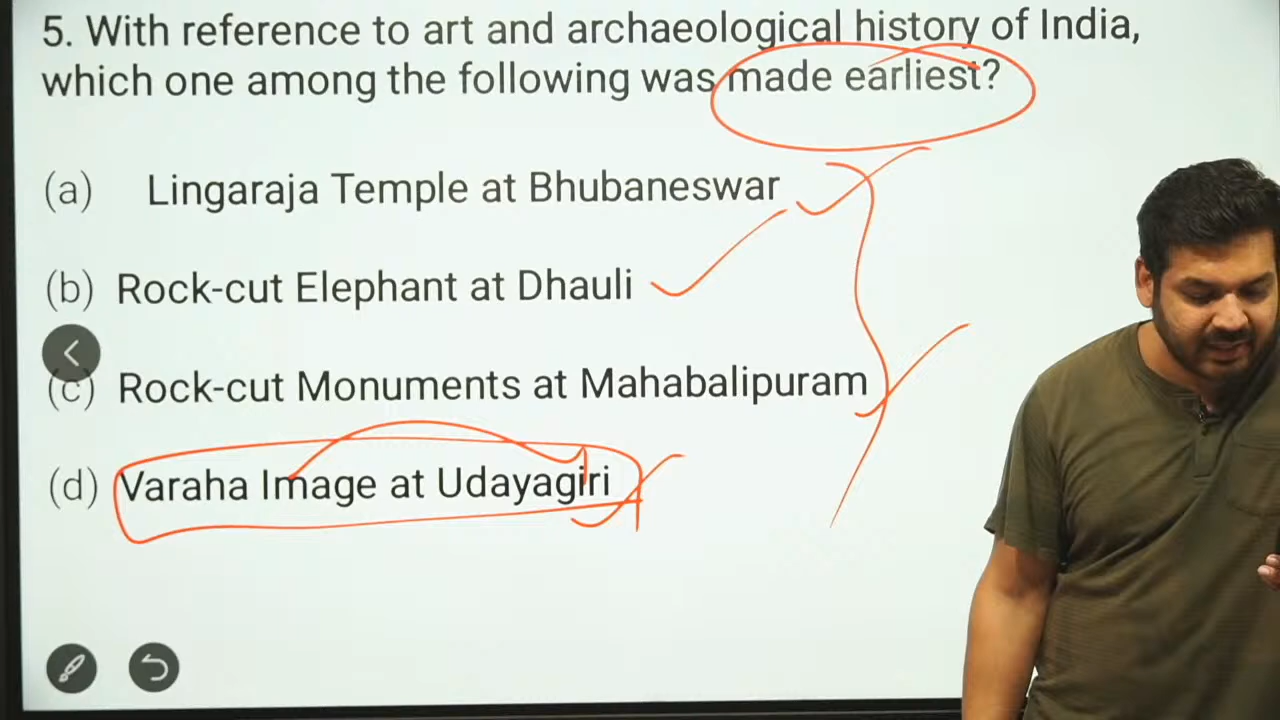 5. With reference to art and archaeological history of India,
which one among the following was made earliest?
(a) Lingaraja Temple at Bhubaneswar
(b) Rock-cut Elephant at Dhauli
(c) Rock-cut Monuments at Mahabalipuram
(d) Varaha Image at Udayagiri